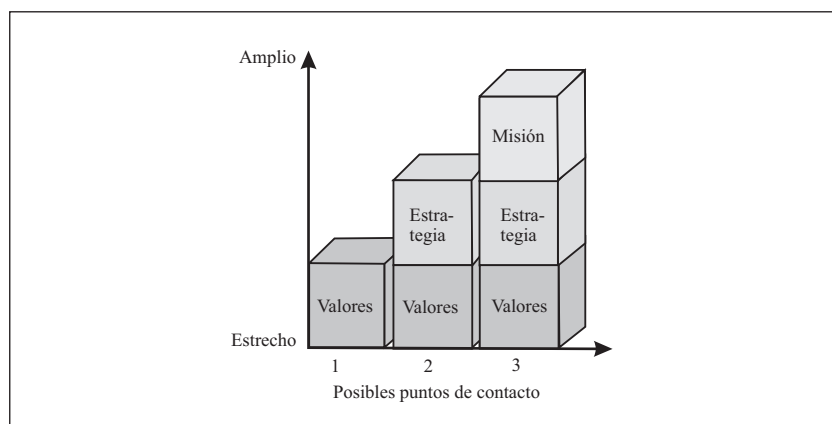 Amplio
Misión
Estra-
tegia
Estra-
tegia
Valores
Valores
Valores
Estrecho
1
2
3
Posibles puntos de contacto